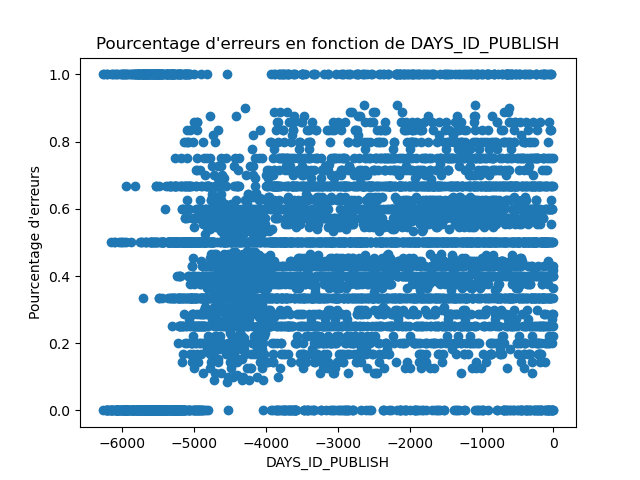 Pourcentage d'erreurs en fonction de DAYS_ID_PUBLISH
Pourcentage d'erreurs
1.0
0.8
0.6
0.4
0.2
0.0
−6000 −5000 −4000 −3000 −2000 −1000 0
DAYS_ID_PUBLISH